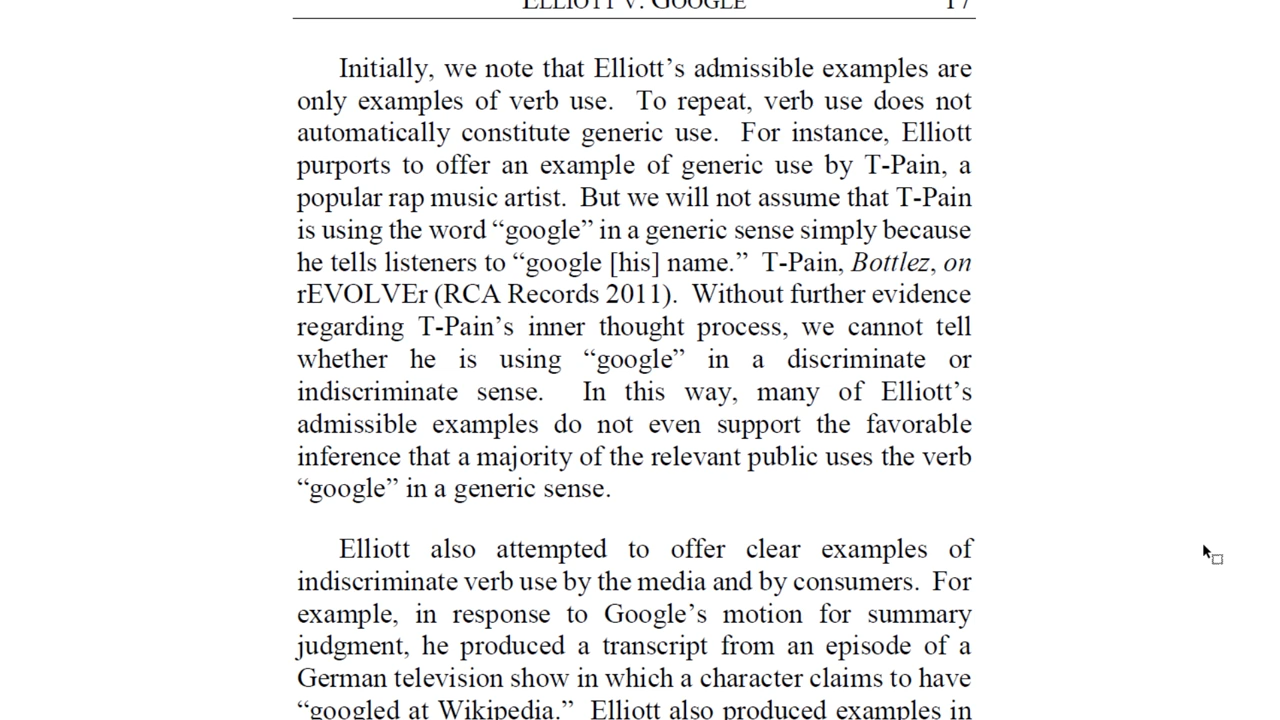 ELLIOTT V. GOOGLE 17
Initially, we note that Elliott’s admissible examples are
only examples of verb use. To repeat, verb use does not
automatically constitute generic use. For instance, Elliott
purports to offer an example of generic use by T-Pain, a
popular rap music artist. But we will not assume that T-Pain
is using the word “google” in a generic sense simply because
he tells listeners to “google [his] name.” T-Pain, Bottlez, on
rEVOLVEr (RCA Records 2011). Without further evidence
regarding T-Pain’s inner thought process, we cannot tell
whether he is using “google” in a discriminate or
indiscriminate sense. In this way, many of Elliott’s
admissible examples do not even support the favorable
inference that a majority of the relevant public uses the verb
“google” in a generic sense.
Elliott also attempted to offer clear examples of
indiscriminate verb use by the media and by consumers. For
example, in response to Google’s motion for summary
judgment, he produced a transcript from an episode of a
German television show in which a character claims to have
“googled at Wikipedia.” Elliott also produced examples in